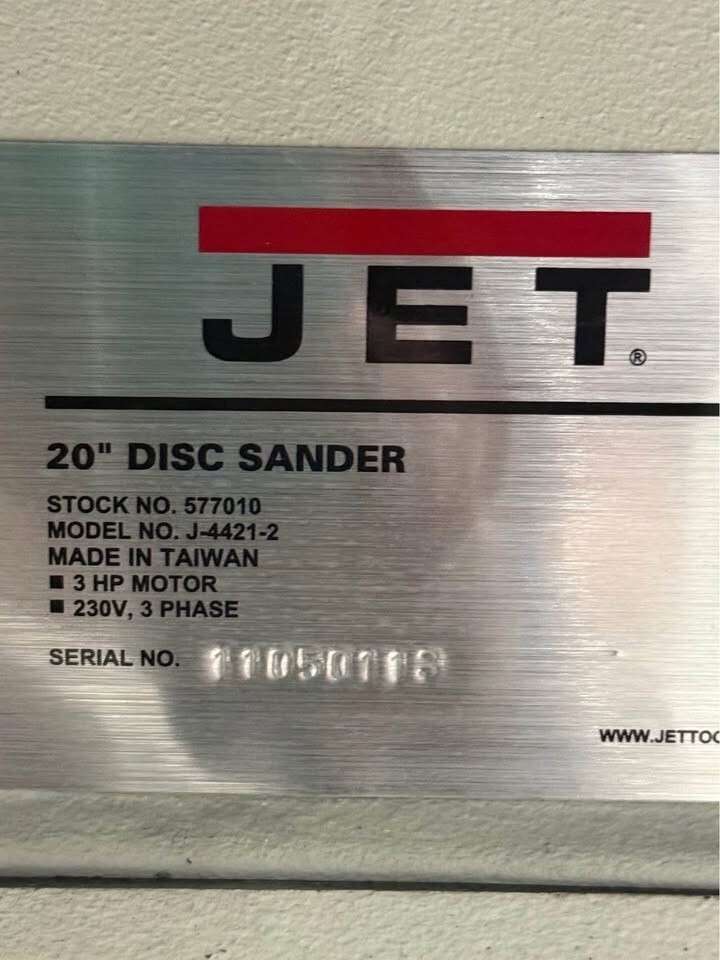 JET®
20" DISC SANDER
STOCK NO. 577010
MODEL NO. J-4421-2
MADE IN TAIWAN
■ 3 HP MOTOR
■ 230V, 3 PHASE
SERIAL NO.